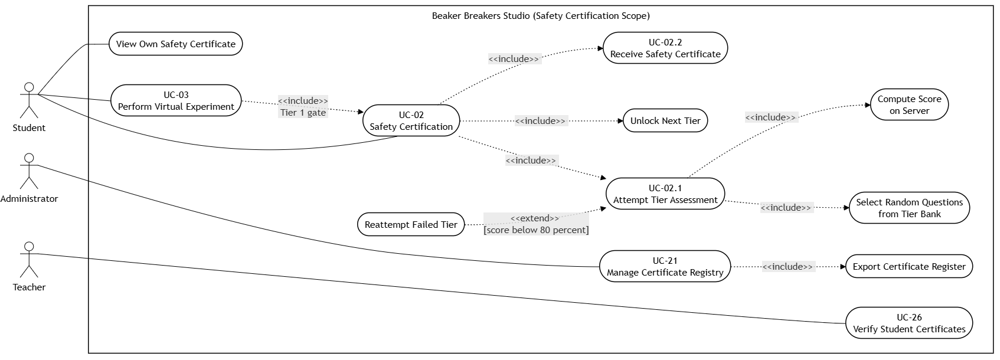 Beaker Breakers Studio (Safety Certification Scope)
View Own Safety Certificate
UC-02.2
Receive Safety Certificate
<<include>>
Student
UC-03
Perform Virtual Experiment
<<include>>
Tier 1 gate
UC-02
Safety Certification
<<include>>
Unlock Next Tier
<<include>>
Compute Score
on Server
<<include>>
Administrator
UC-02.1
Attempt Tier Assessment
<<include>>
Select Random Questions
from Tier Bank
Reattempt Failed Tier
<<extend>>
[score below 80 percent]
UC-21
Manage Certificate Registry
<<include>>
Export Certificate Register
Teacher
UC-26
Verify Student Certificates